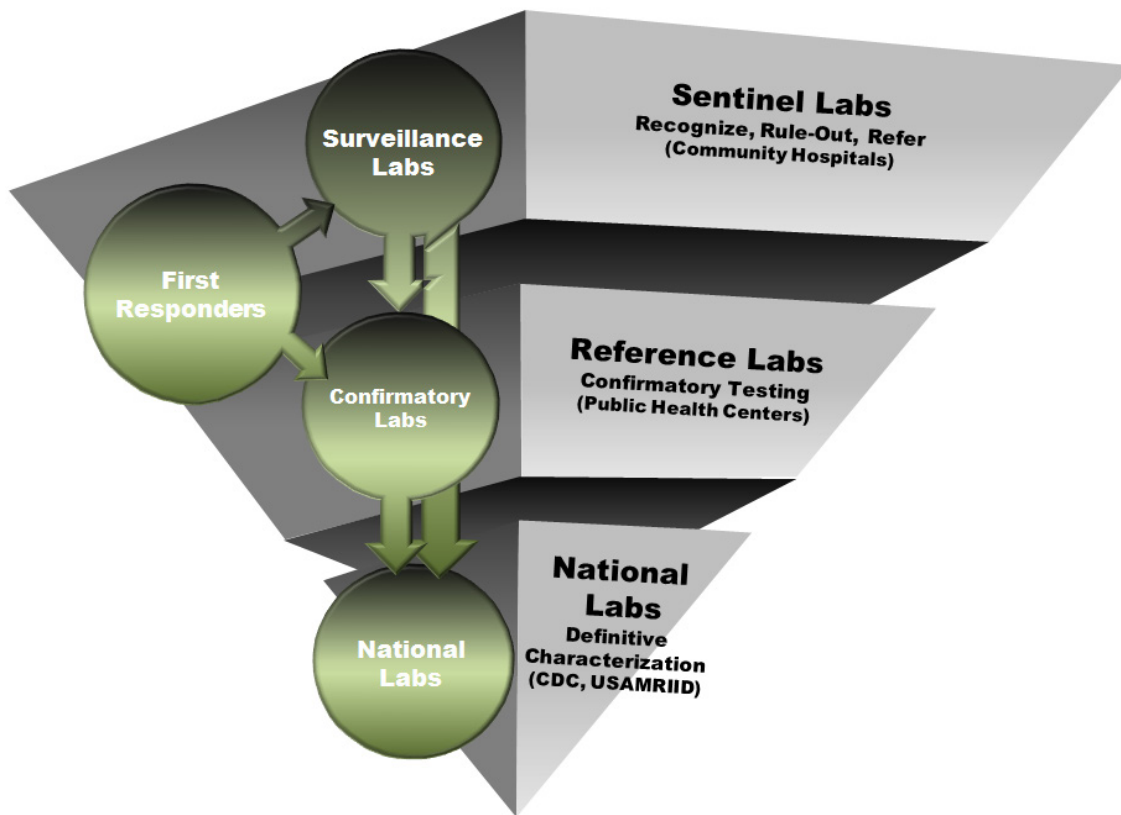 Surveillance
Labs
First
Responders
Confirmatory
Labs
National
Labs
Sentinel Labs
Recognize, Rule-Out, Refer
(Community Hospitals)
Reference Labs
Confirmatory Testing
(Public Health Centers)
National
Labs
Definitive
Characterization
(CDC, USAMRIID)